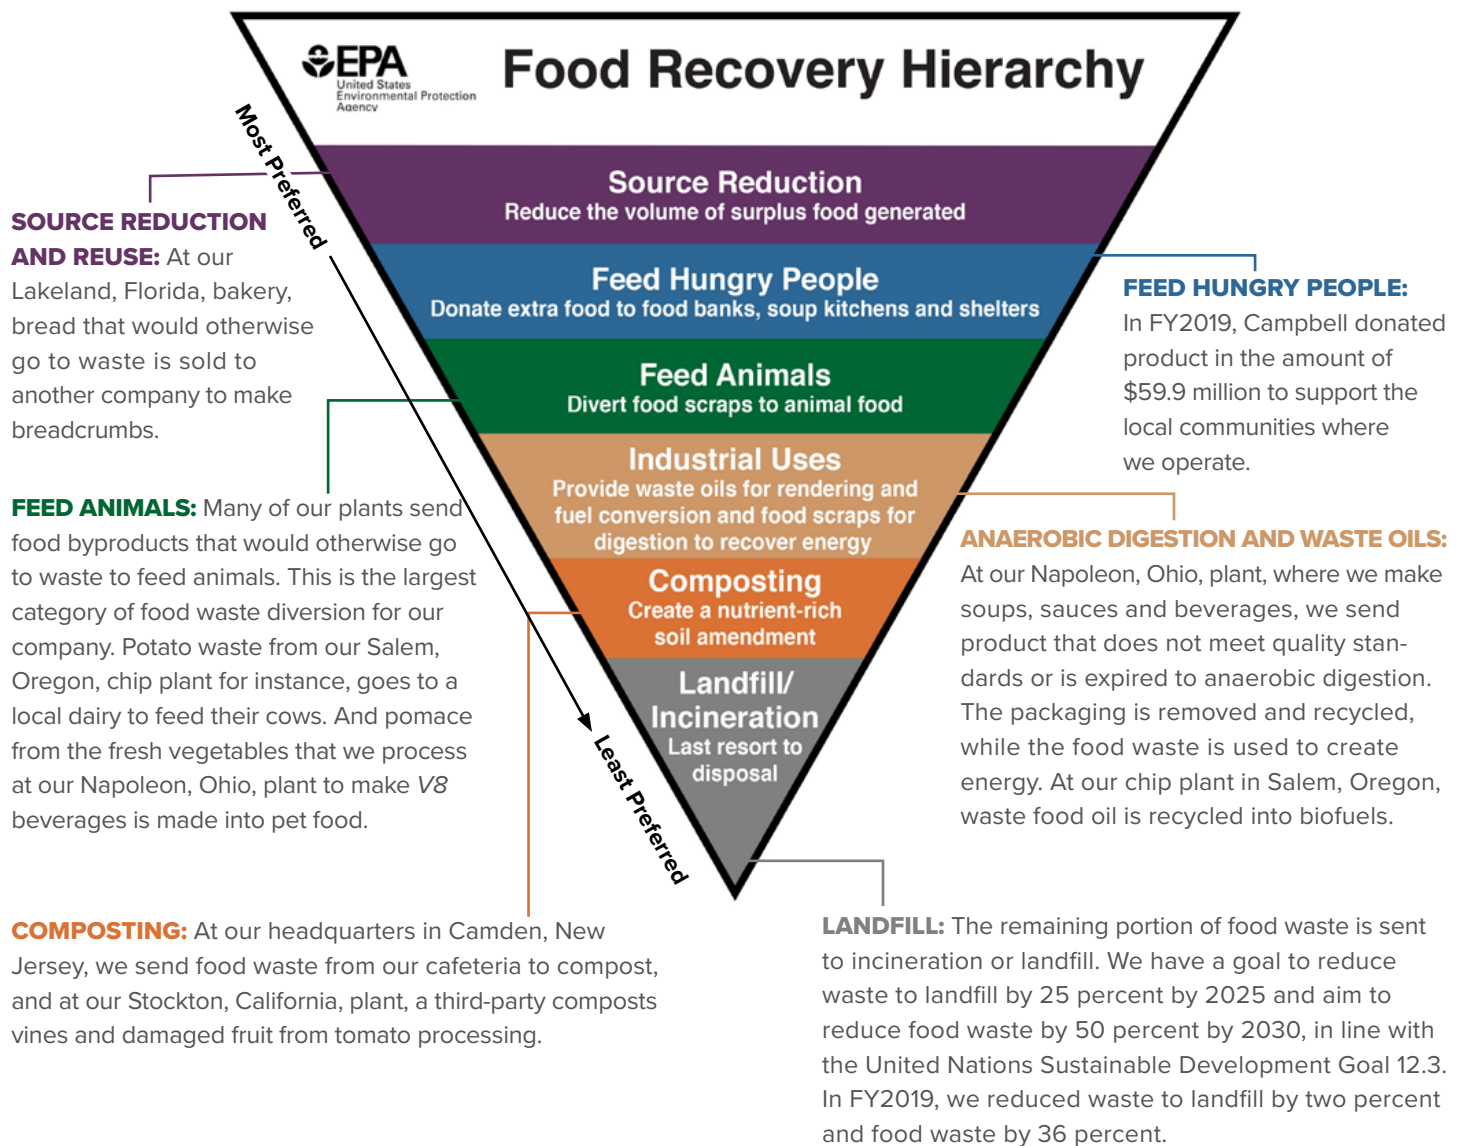 EPA
United States
Environmental Protection
Agency
Food Recovery Hierarchy
Most Preferred
Source Reduction
Reduce the volume of surplus food generated
Feed Hungry People
Donate extra food to food banks, soup kitchens and shelters
Feed Animals
Divert food scraps to animal food
Industrial Uses
Provide waste oils for rendering and
fuel conversion and food scraps for
digestion to recover energy
Composting
Create a nutrient-rich
soil amendment
Landfill/
Incineration
Last resort to
disposal
Least Preferred
SOURCE REDUCTION
AND REUSE: At our
Lakeland, Florida, bakery,
bread that would otherwise
go to waste is sold to
another company to make
breadcrumbs.
FEED HUNGRY PEOPLE:
In FY2019, Campbell donated
product in the amount of
$59.9 million to support the
local communities where
we operate.
FEED ANIMALS: Many of our plants send
food byproducts that would otherwise go
to waste to feed animals. This is the largest
category of food waste diversion for our
company. Potato waste from our Salem,
Oregon, chip plant for instance, goes to a
local dairy to feed their cows. And pomace
from the fresh vegetables that we process
at our Napoleon, Ohio, plant to make V8
beverages is made into pet food.
ANAEROBIC DIGESTION AND WASTE OILS:
At our Napoleon, Ohio, plant, where we make
soups, sauces and beverages, we send
product that does not meet quality stan-
dards or is expired to anaerobic digestion.
The packaging is removed and recycled,
while the food waste is used to create
energy. At our chip plant in Salem, Oregon,
waste food oil is recycled into biofuels.
COMPOSTING: At our headquarters in Camden, New
Jersey, we send food waste from our cafeteria to compost,
and at our Stockton, California, plant, a third-party composts
vines and damaged fruit from tomato processing.
LANDFILL: The remaining portion of food waste is sent
to incineration or landfill. We have a goal to reduce
waste to landfill by 25 percent by 2025 and aim to
reduce food waste by 50 percent by 2030, in line with
the United Nations Sustainable Development Goal 12.3.
In FY2019, we reduced waste to landfill by two percent
and food waste by 36 percent.